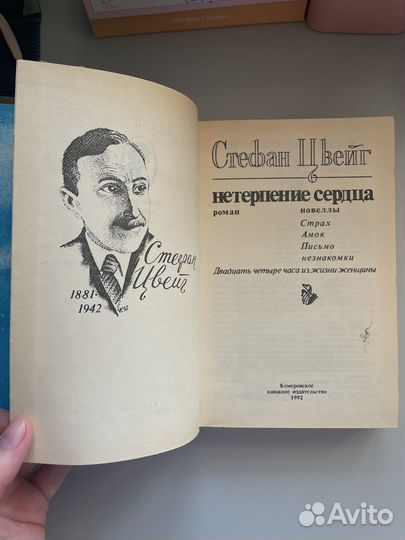 Стефан
Цвейг
1881-
1942
Стефан Цвейг
нетерпение сердца
роман
новеллы
Страх
Амок
Письмо
незнакомки
Двадцать четыре часа из жизни женщины
Кемеровское
книжное издательство
1992
Avito